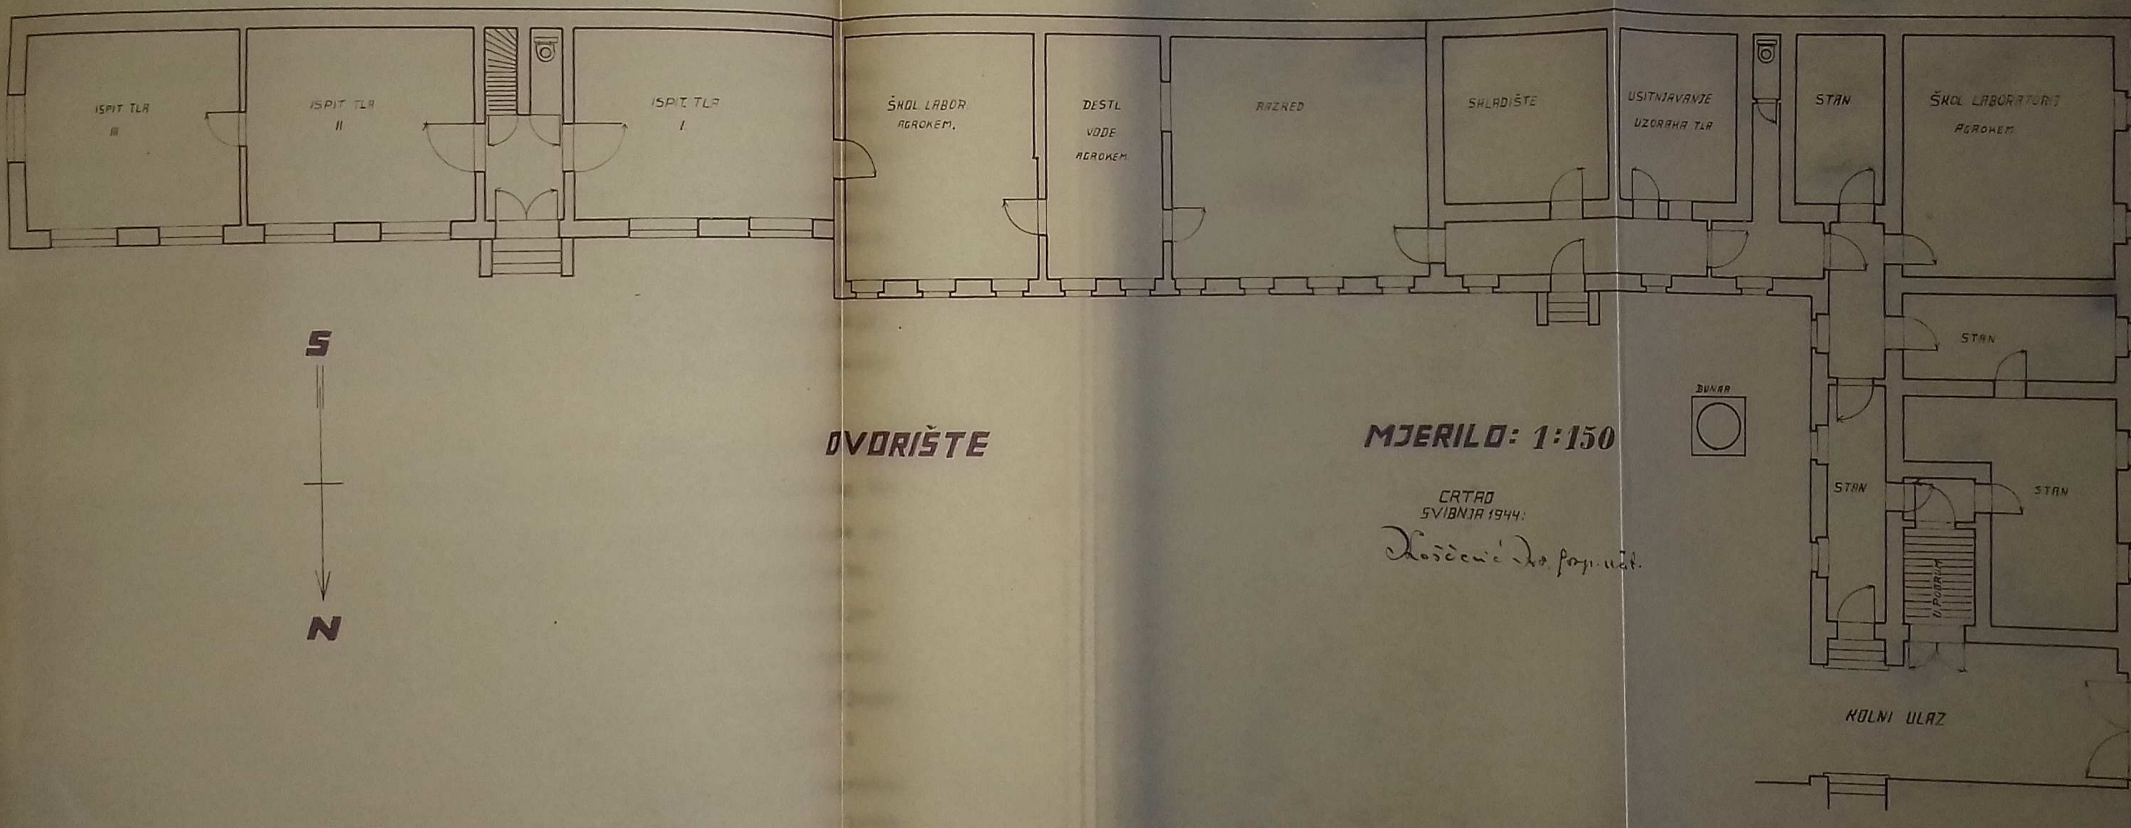 ISPIT TLA
III
ISPIT TLA
II
ISPIT. TLA
I.
ŠKOL LABOR.
AGROKEM.
DESTL
VODE
AGROKEM.
RAZRED
SKLADIŠTE
USITNJAVANJE
UZORAKA TLA
STAN
ŠKOL LABORATORIJ
AGROKEM.
STAN
S
BUNAR
DVORIŠTE
MJERILO: 1:150
STAN
STAN
CRTAO
SVIBNJA 1944:
U PODRUM
N
KOLNI ULAZ